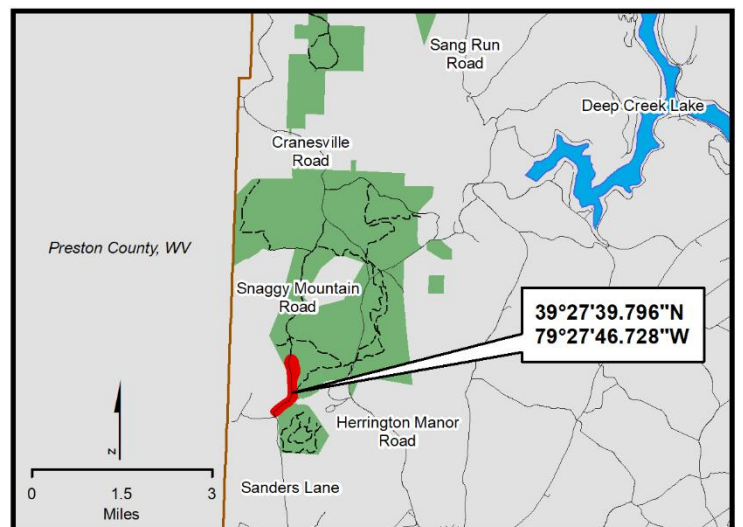 Sang Run
Road
Deep Creek Lake
Cranesville
Road
Preston County, WV
Snaggy Mountain
Road
39°27'39.796"N
79°27'46.728"W
Herrington Manor
Road
Z
Sanders Lane
0 1.5 3
Miles